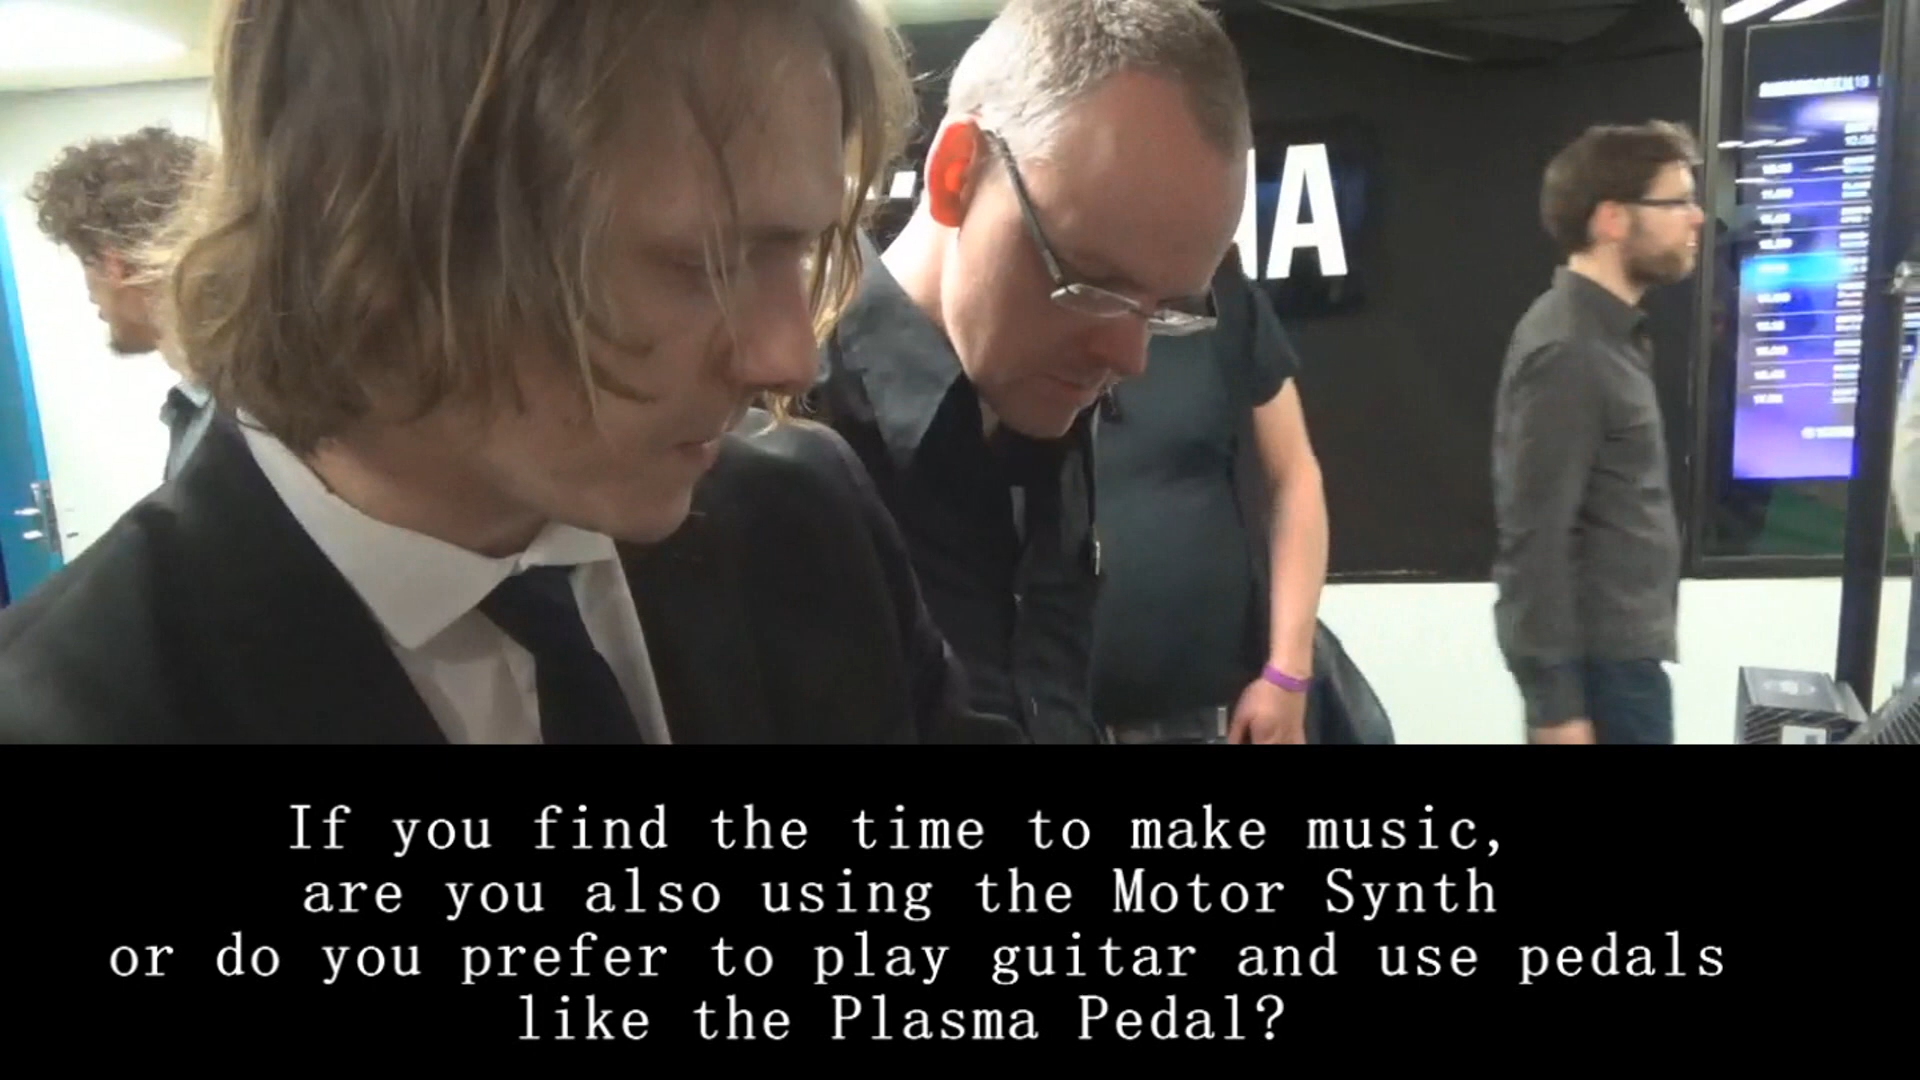 If you find the time to make music,
are you also using the Motor Synth
or do you prefer to play guitar and use pedals
like the Plasma Pedal?